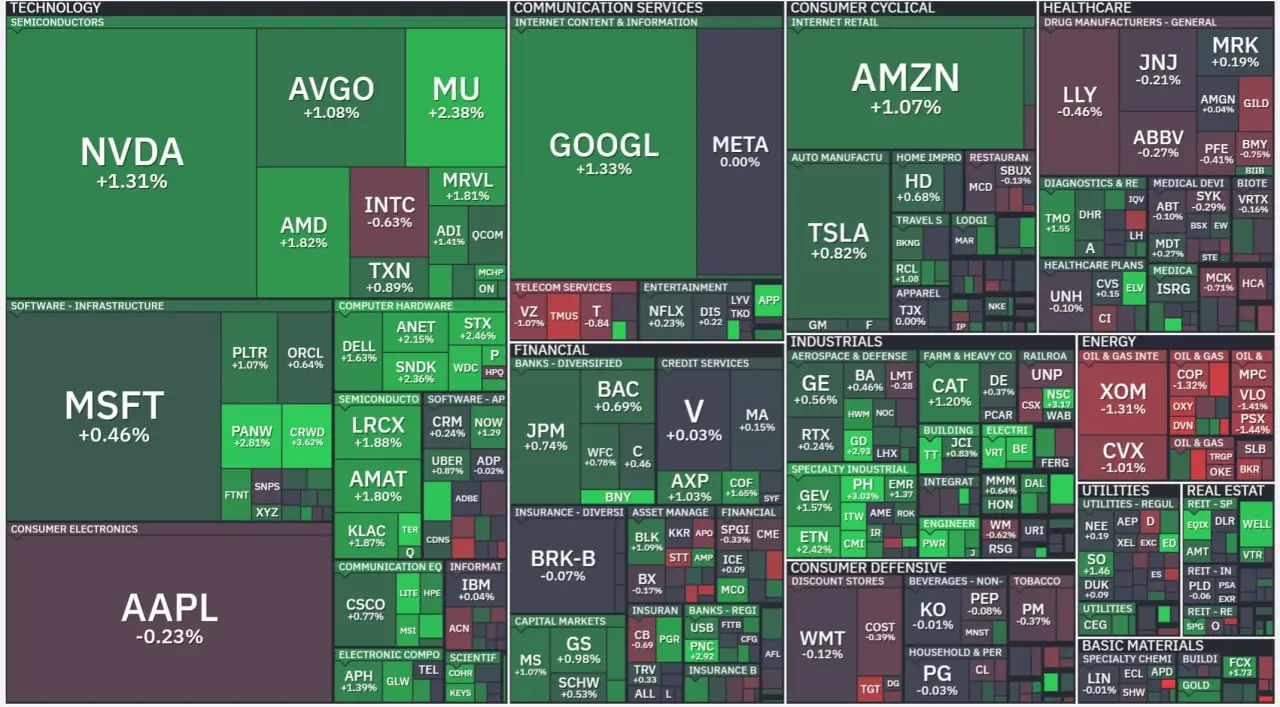 TECHNOLOGY
SEMICONDUCTORS
NVDA
+1.31%
AVGO
+1.08%
MU
+2.38%
AMD
+1.82%
INTC
-0.63%
TXN
+0.89%
MRVL
+1.81%
ADI
+1.41%
QCOM
MCHP
ON
SOFTWARE - INFRASTRUCTURE
MSFT
+0.46%
PLTR
+1.07%
ORCL
+0.64%
PANW
+2.81%
CRWD
+3.62%
FTNT
SNPS
XYZ
CONSUMER ELECTRONICS
AAPL
-0.23%
COMPUTER HARDWARE
DELL
+1.63%
ANET
+2.15%
SNDK
+2.36%
STX
+2.46%
WDC
P
HPQ
SEMICONDUCTO
LRCX
+1.88%
AMAT
+1.80%
KLAC
+1.87%
TER
Q
SOFTWARE - AP
CRM
+0.24%
NOW
+1.29
UBER
+0.87%
ADP
-0.02%
ADBE
CDNS
COMMUNICATION EQ
CSCO
+0.77%
LITE
HPE
MSI
INFORMAT
IBM
+0.04%
ACN
ELECTRONIC COMPO
APH
+1.39%
GLW
TEL
SCIENTIF
COHR
KEYS
COMMUNICATION SERVICES
INTERNET CONTENT & INFORMATION
GOOGL
+1.33%
META
0.00%
TELECOM SERVICES
VZ
-1.07%
TMUS
T
-0.84
ENTERTAINMENT
NFLX
+0.23%
DIS
+0.22
LYV
TKO
APP
FINANCIAL
BANKS - DIVERSIFIED
JPM
+0.74%
BAC
+0.69%
WFC
+0.78%
C
+0.46
BNY
CREDIT SERVICES
V
+0.03%
MA
+0.15%
AXP
+1.03%
COF
+1.65%
SYF
INSURANCE - DIVERSI
BRK-B
-0.07%
ASSET MANAGE
BLK
+1.09%
KKR
APO
STT
AMP
BX
-0.17%
FINANCIAL
SPGI
-0.33%
CME
ICE
+0.09
MCO
CAPITAL MARKETS
MS
+1.07%
GS
+0.98%
SCHW
+0.53%
INSURAN
CB
-0.69
PGR
TRV
+0.33
ALL
L
BANKS - REGI
USB
FITB
PNC
+2.92
CFG
AFL
INSURANCE B
CONSUMER CYCLICAL
INTERNET RETAIL
AMZN
+1.07%
AUTO MANUFACTU
TSLA
+0.82%
GM
F
HOME IMPRO
HD
+0.68%
RESTAURAN
MCD
SBUX
-0.13%
TRAVEL S
BKNG
RCL
+1.08
LODGI
MAR
APPAREL
TJX
0.00%
NKE
IP
HEALTHCARE
DRUG MANUFACTURERS - GENERAL
LLY
-0.46%
JNJ
-0.21%
ABBV
-0.27%
MRK
+0.19%
AMGN
+0.04%
GILD
PFE
-0.41%
BMY
-0.75%
BIIB
DIAGNOSTICS & RE
TMO
+1.55
DHR
IQV
LH
A
MEDICAL DEVI
ABT
-0.10%
SYK
-0.29%
BSX
EW
MDT
+0.27%
STE
BIOTE
VRTX
-0.16%
HEALTHCARE PLANS
UNH
-0.10%
CVS
+0.15
ELV
CI
MEDICA
ISRG
MCK
-0.71%
HCA
INDUSTRIALS
AEROSPACE & DEFENSE
GE
+0.56%
BA
+0.46%
LMT
-0.28
RTX
+0.24%
HWM
NOC
GD
+2.93
LHX
FARM & HEAVY CO
CAT
+1.20%
DE
+0.37%
PCAR
RAILROA
UNP
CSX
NSC
+3.17
WAB
BUILDING
TT
JCI
+0.83%
ELECTRI
VRT
BE
FERG
SPECIALTY INDUSTRIAL
GEV
+1.57%
PH
+3.03%
EMR
+1.37
ETN
+2.42%
ITW
AME
ROK
CMI
IR
INTEGRAT
MMM
+0.64%
HON
DAL
ENGINEER
PWR
J
WM
-0.62%
RSG
URI
CONSUMER DEFENSIVE
DISCOUNT STORES
WMT
-0.12%
COST
-0.39%
TGT
DG
BEVERAGES - NON-
KO
-0.01%
PEP
-0.08%
MNST
TOBACCO
PM
-0.37%
HOUSEHOLD & PER
PG
-0.03%
CL
ENERGY
OIL & GAS INTE
XOM
-1.31%
CVX
-1.01%
OIL & GAS
COP
-1.32%
OXY
DVN
OIL &
MPC
VLO
-1.41%
PSX
-1.44%
OIL & GAS
TRGP
OKE
SLB
BKR
UTILITIES
UTILITIES - REGUL
NEE
+0.19
AEP
D
XEL
EXC
ED
SO
+1.46
DUK
+0.09
ES
UTILITIES
CEG
REAL ESTAT
REIT - SP
EQIX
DLR
AMT
WELL
VTR
REIT - IN
PLD
-0.06
PSA
EXR
REIT - RE
SPG
O
BASIC MATERIALS
SPECIALTY CHEMI
LIN
-0.01%
ECL
APD
SHW
BUILDI
FCX
+1.73
GOLD